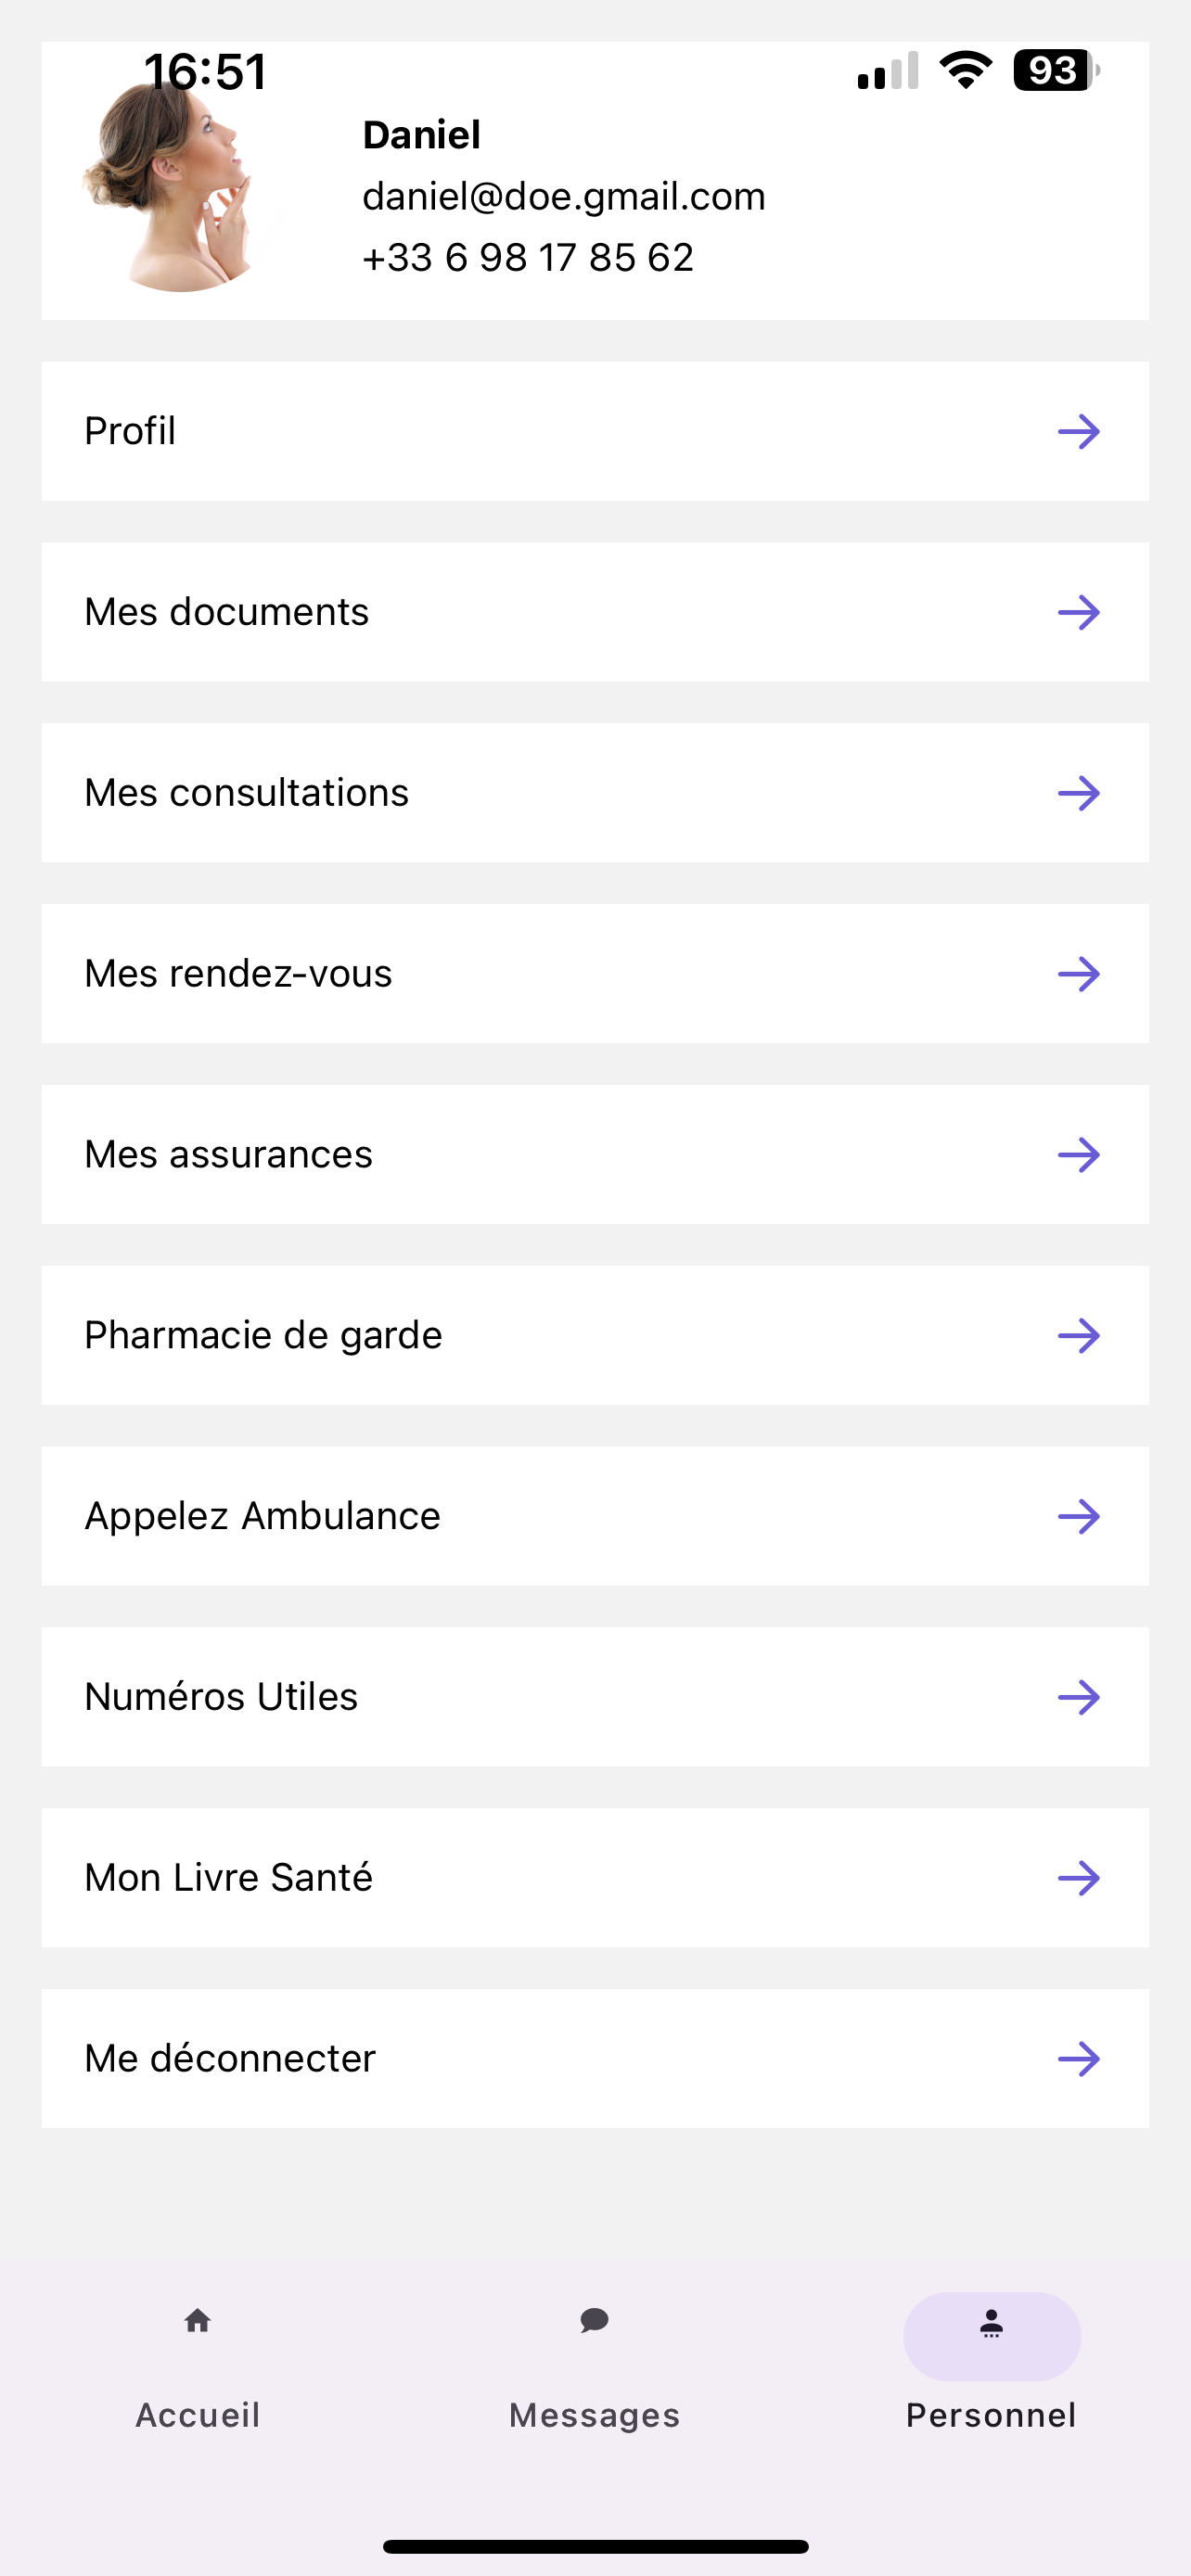 16:51
93
Daniel
daniel@doe.gmail.com
+33 6 98 17 85 62
Profil
Mes documents
Mes consultations
Mes rendez-vous
Mes assurances
Pharmacie de garde
Appelez Ambulance
Numéros Utiles
Mon Livre Santé
Me déconnecter
Accueil
Messages
Personnel